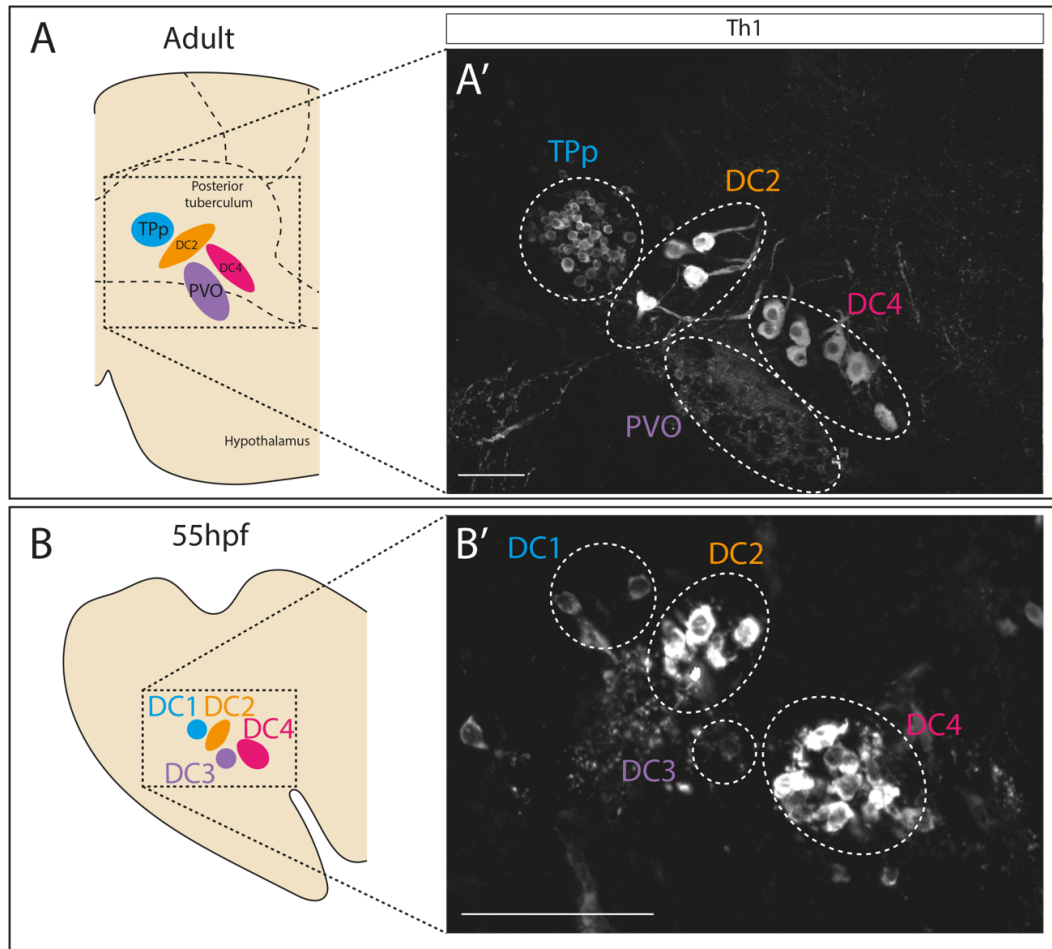 A
Adult
Posterior
tuberculum
TPp
DC2
DC4
PVO
Hypothalamus
Th1
A’
TPp
DC2
DC4
PVO
B
55hpf
DC1
DC2
DC4
DC3
B’
DC1
DC2
DC4
DC3